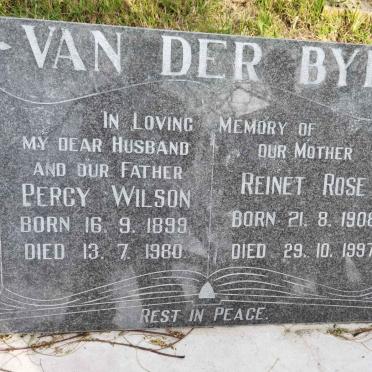 VAN DER BYL
IN LOVING MEMORY OF
MY DEAR HUSBAND
AND OUR FATHER
PERCY WILSON
BORN 16. 9. 1899
DIED 13. 7. 1980
OUR MOTHER
REINET ROSE
BORN 21. 8. 1908
DIED 29. 10. 1997
REST IN PEACE.